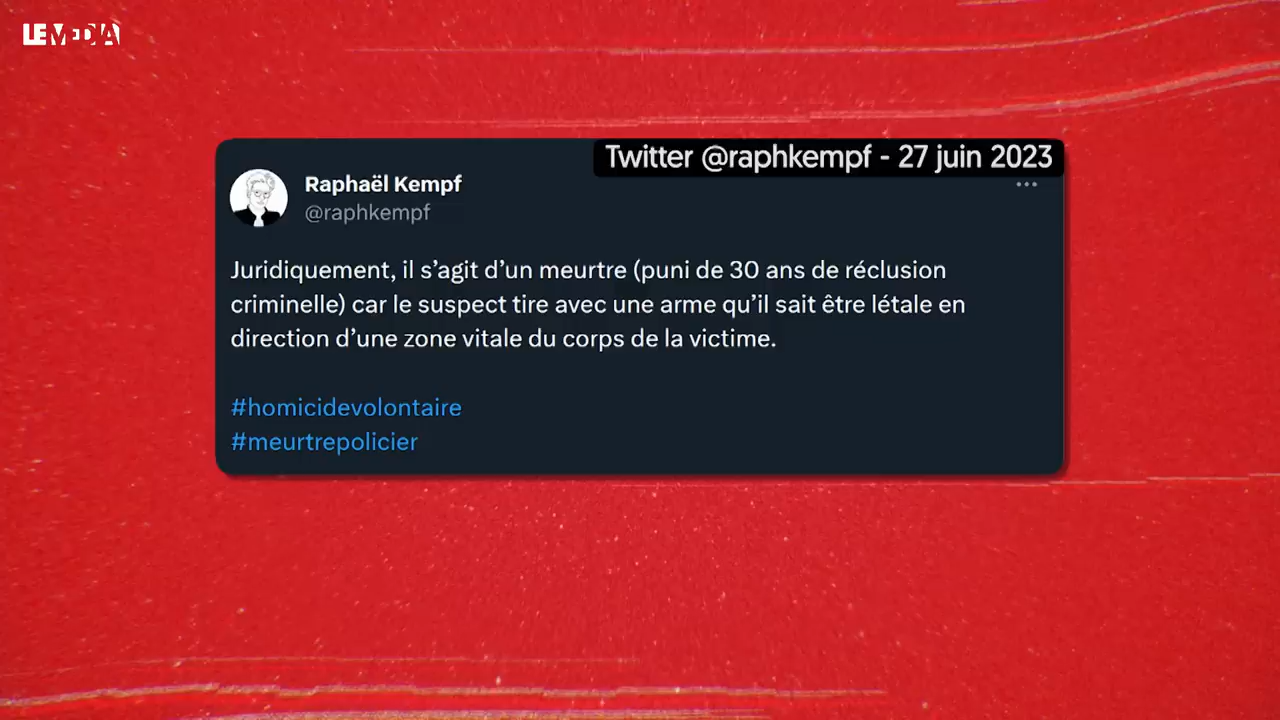 LEMEDIA
Twitter @raphkempf - 27 juin 2023
Raphaël Kempf
@raphkempf
Juridiquement, il s’agit d’un meurtre (puni de 30 ans de réclusion
criminelle) car le suspect tire avec une arme qu’il sait être létale en
direction d’une zone vitale du corps de la victime.
#homicidevolontaire
#meurtrepolicier